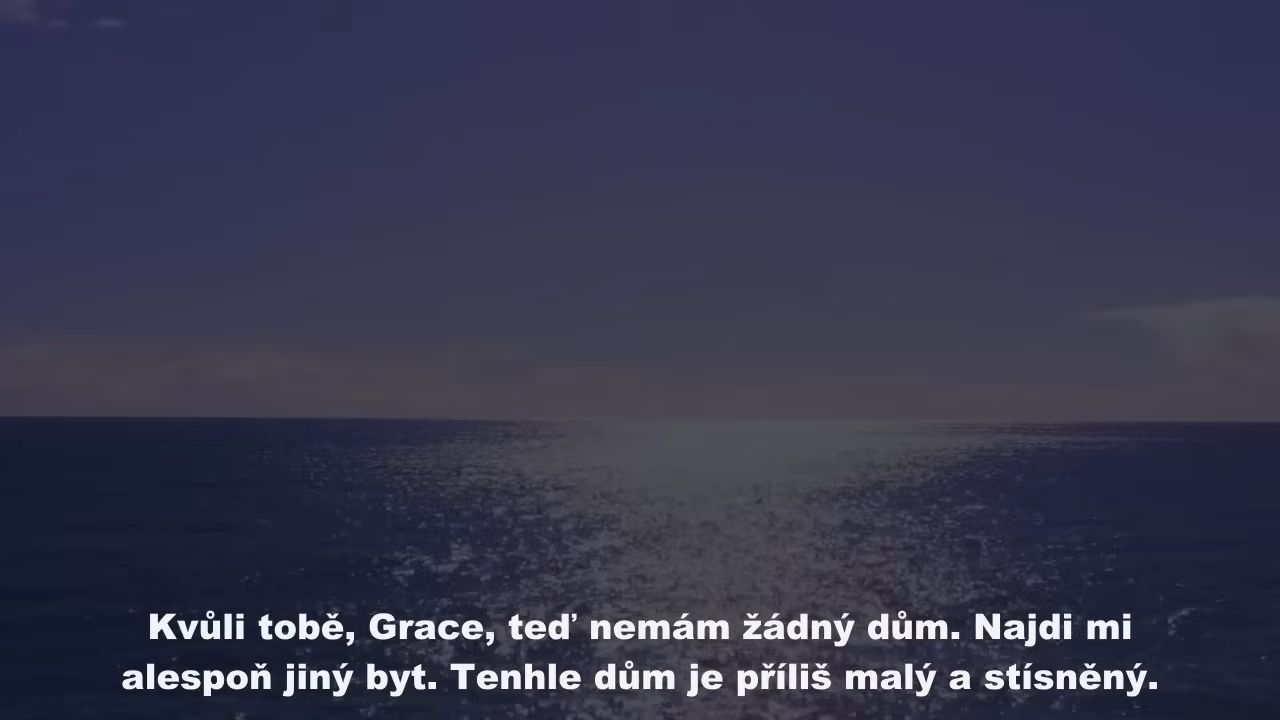 Kvůli tobě, Grace, teď nemám žádný dům. Najdi mi
alespoň jiný byt. Tenhle dům je příliš malý a stísněný.